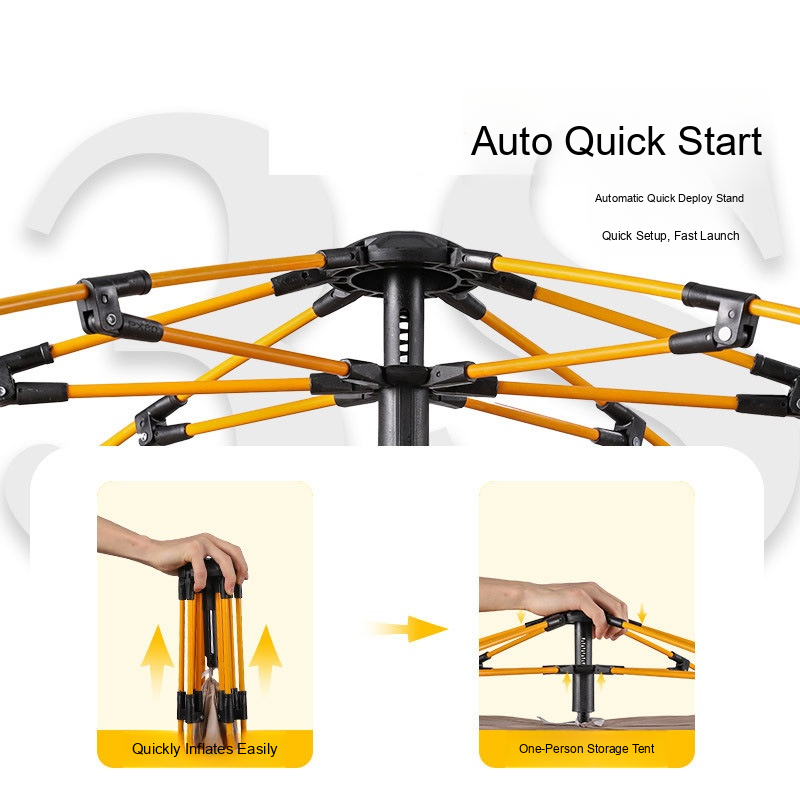 Auto Quick Start
Automatic Quick Deploy Stand
Quick Setup, Fast Launch
Quickly Inflates Easily
One-Person Storage Tent